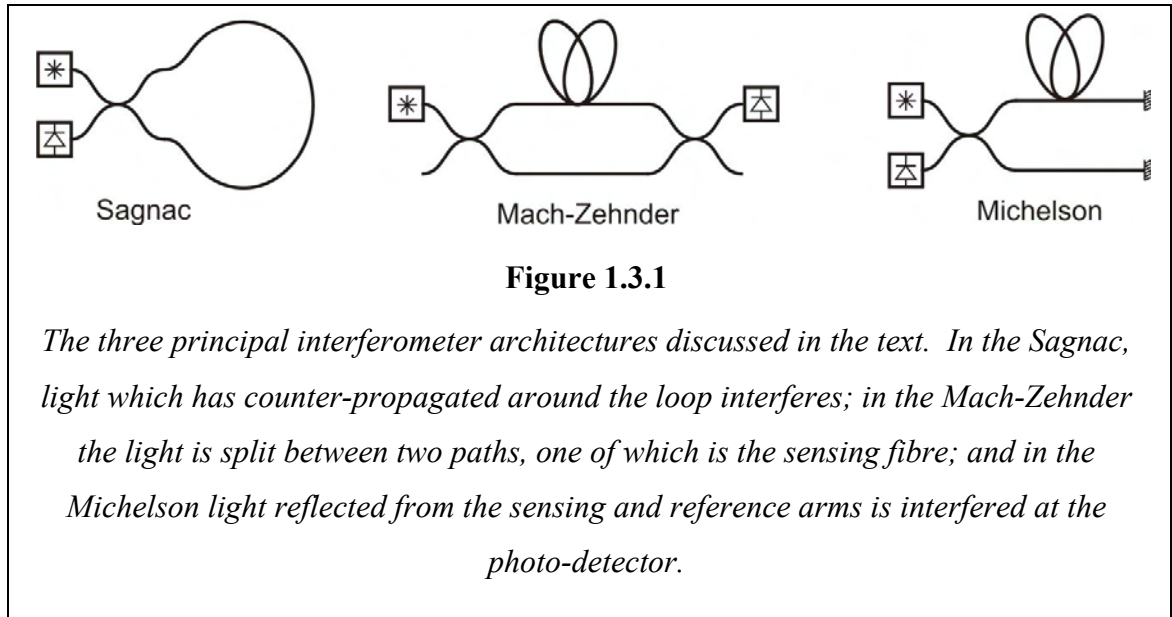 Sagnac
Mach-Zehnder
Michelson
Figure 1.3.1
The three principal interferometer architectures discussed in the text. In the Sagnac,
light which has counter-propagated around the loop interferes; in the Mach-Zehnder
the light is split between two paths, one of which is the sensing fibre; and in the
Michelson light reflected from the sensing and reference arms is interfered at the
photo-detector.